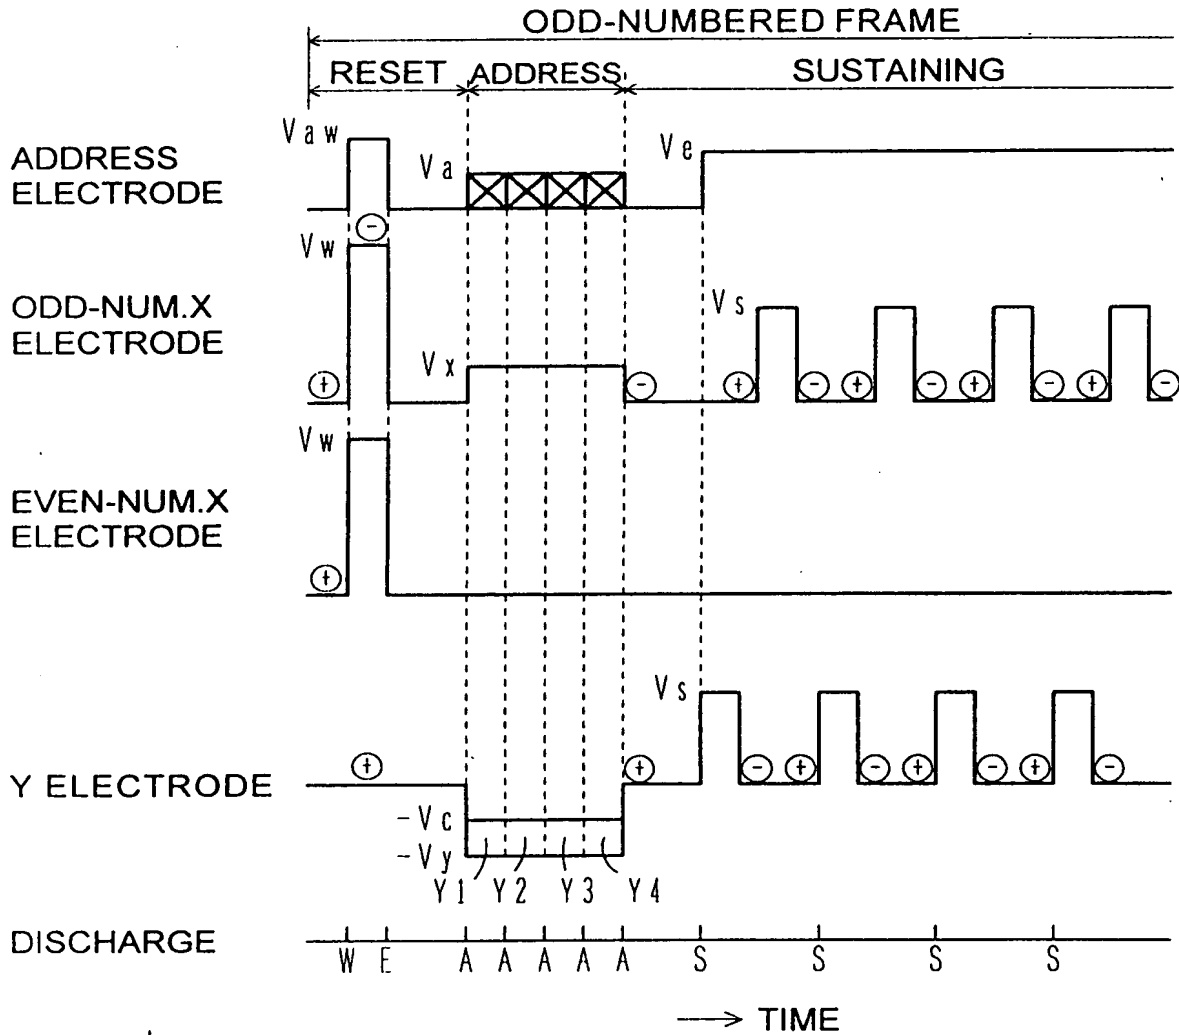 ODD-NUMBERED FRAME
RESET ADDRESS SUSTAINING
Vaw
Va
Ve
ADDRESS
ELECTRODE
-
Vw
Vs
ODD-NUM.X
ELECTRODE
Vx
+ - + - + - + - + -
Vw
EVEN-NUM.X
ELECTRODE
+
Vs
+ + - + - + - + -
Y ELECTRODE
-Vc
-Vy
Y1 Y2 Y3 Y4
DISCHARGE
W E A A A A A S S S S
→ TIME